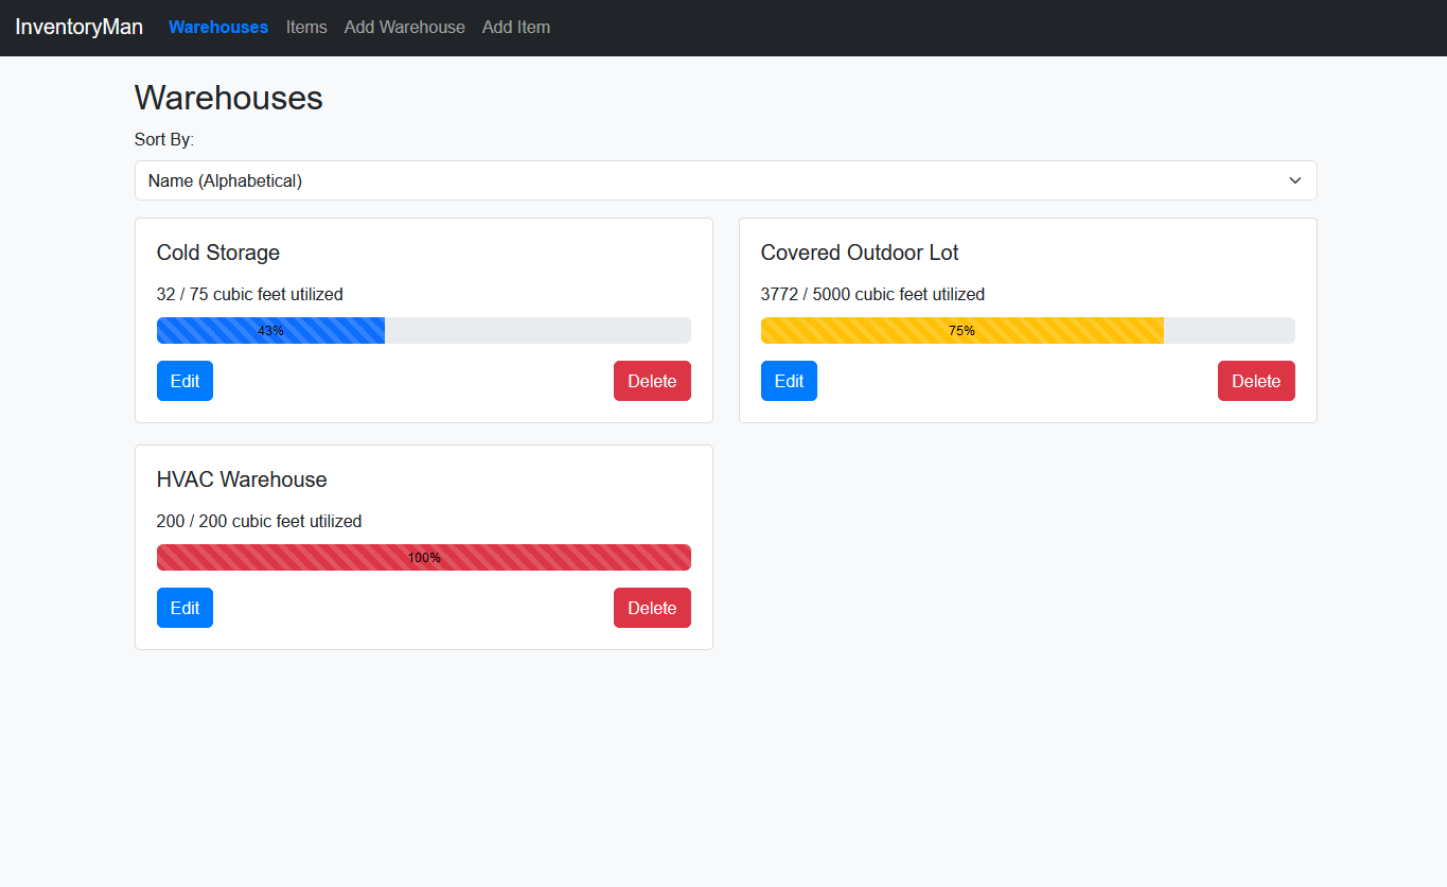 InventoryMan Warehouses Items Add Warehouse Add Item
Warehouses
Sort By:
Name (Alphabetical)
Cold Storage
32 / 75 cubic feet utilized
43%
Edit Delete
Covered Outdoor Lot
3772 / 5000 cubic feet utilized
75%
Edit Delete
HVAC Warehouse
200 / 200 cubic feet utilized
100%
Edit Delete